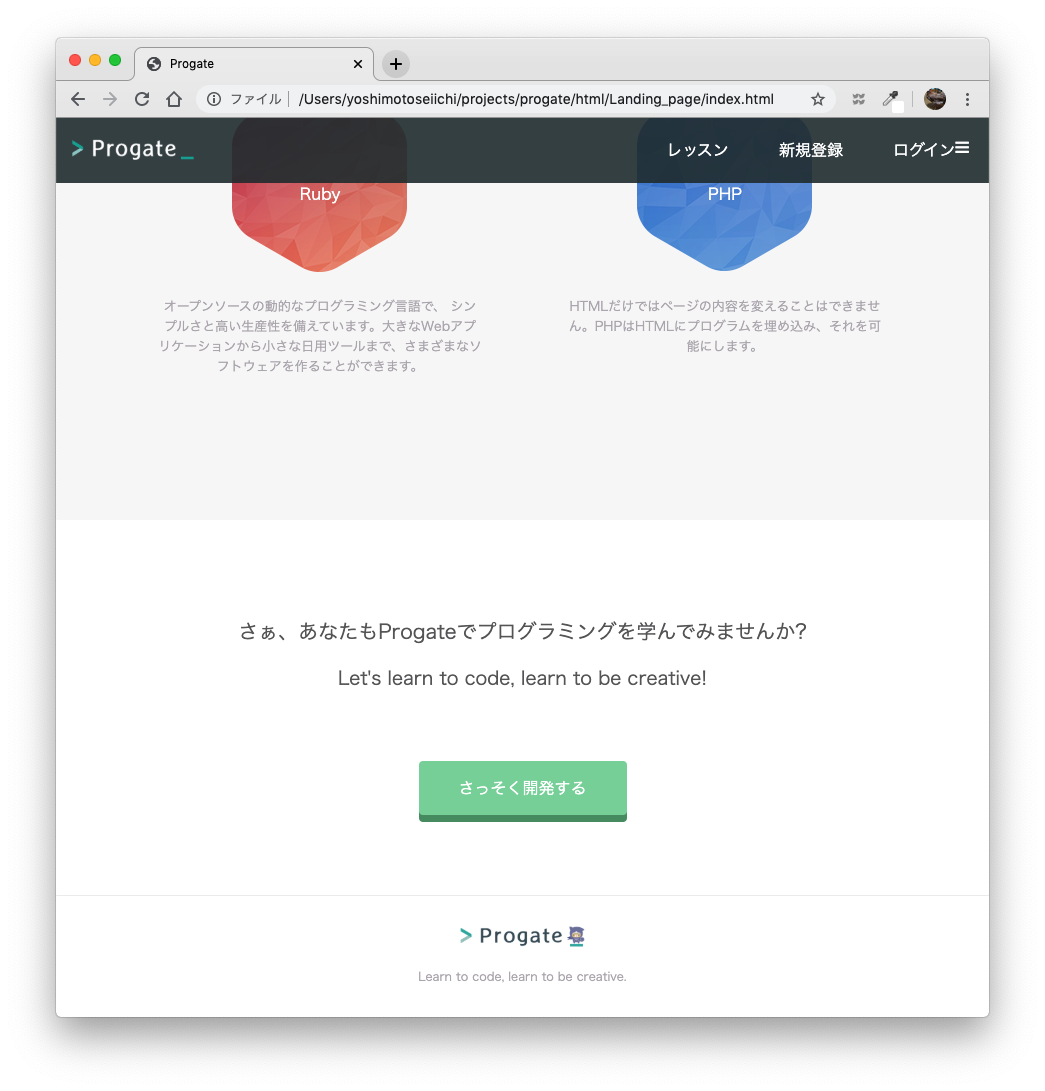 Progate
ファイル /Users/yoshimotoseiichi/projects/progate/html/Landing_page/index.html
> Progate _ レッスン 新規登録 ログイン
Ruby PHP
オープンソースの動的なプログラミング言語で、 シン
プルさと高い生産性を備えています。大きなWebアプ
リケーションから小さな日用ツールまで、さまざまなソ
フトウェアを作ることができます。
HTMLだけではページの内容を変えることはできませ
ん。PHPはHTMLにプログラムを埋め込み、それを可
能にします。
さぁ、あなたもProgateでプログラミングを学んでみませんか?
Let's learn to code, learn to be creative!
さっそく開発する
> Progate
Learn to code, learn to be creative.